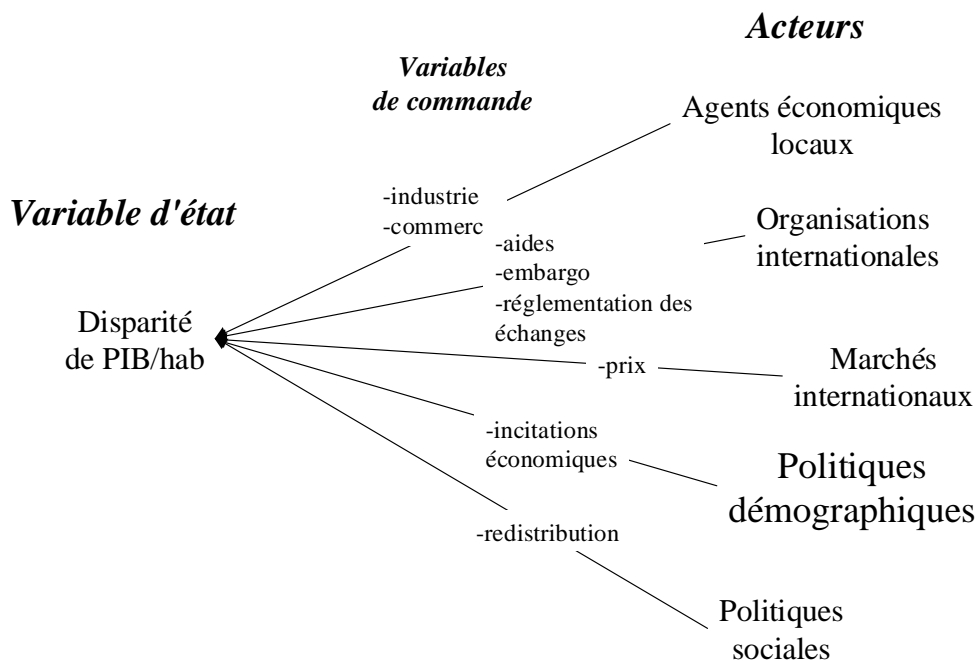 Acteurs
Variables
de commande
Agents économiques
locaux
-industrie
-commerc
Variable d'état
Organisations
internationales
-aides
-embargo
-réglementation des
échanges
Disparité
de PIB/hab
-prix
Marchés
internationaux
-incitations
économiques
Politiques
démographiques
-redistribution
Politiques
sociales